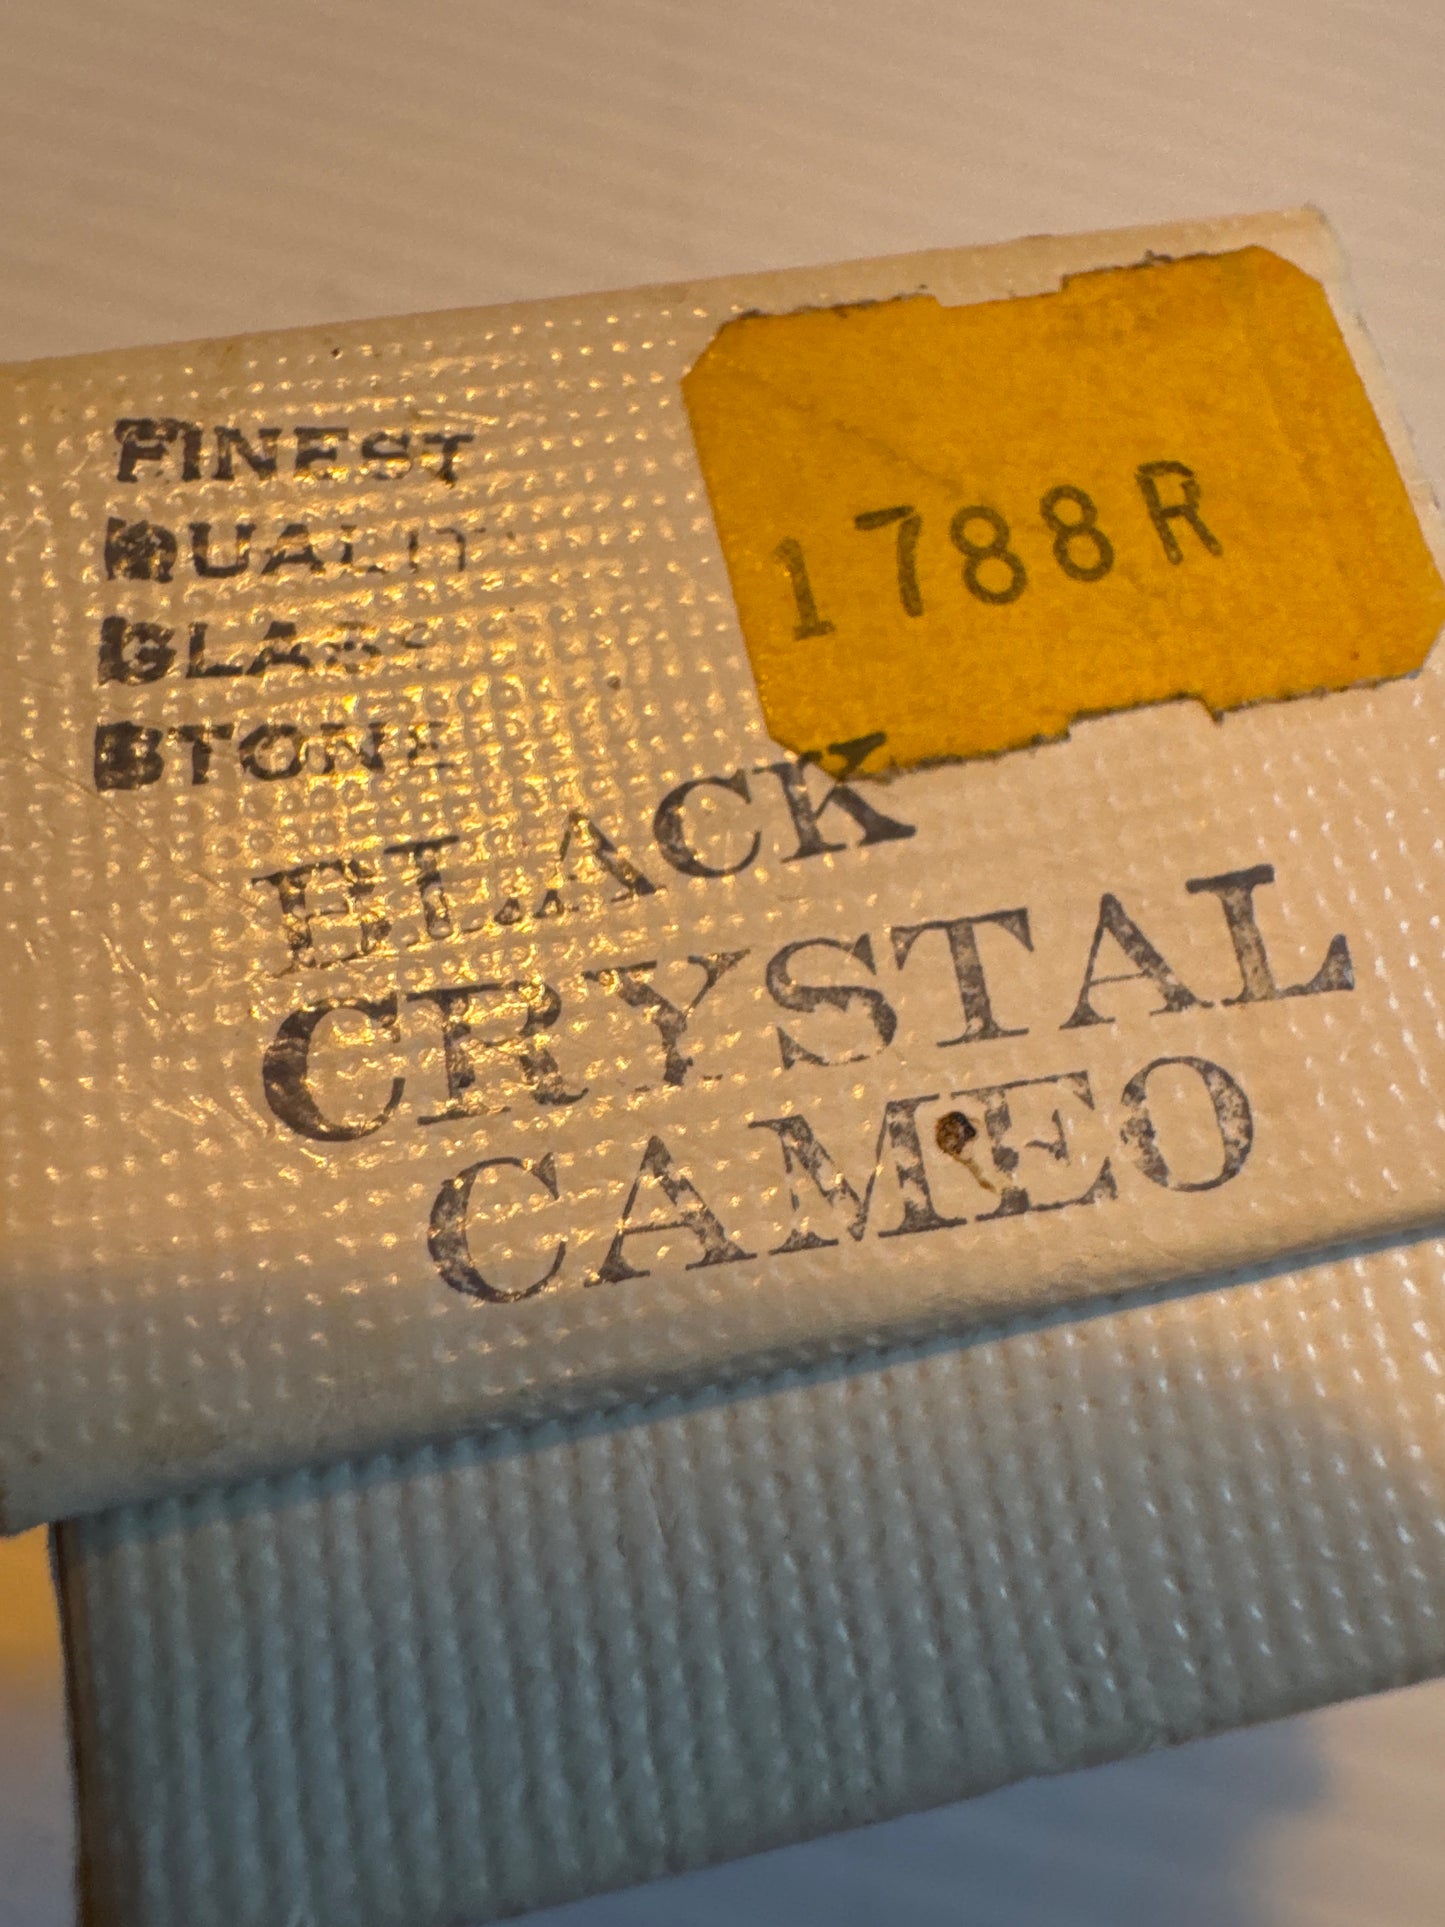 FINEST
QUALITY
GLASS
STONE
1788R
BLACK
CRYSTAL
CAMEO